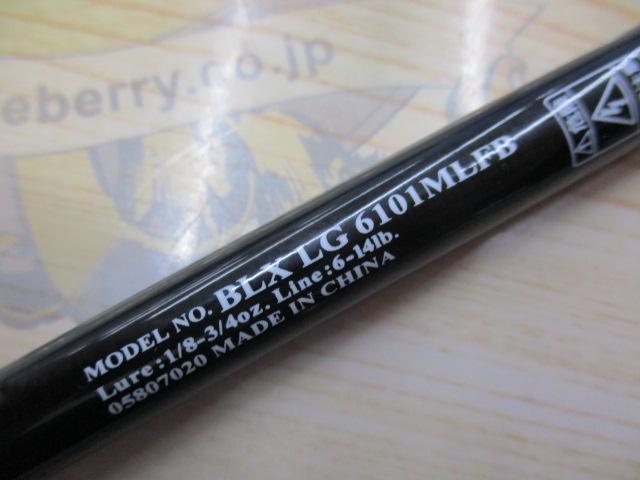 eberry.co.jp
MODEL NO. BLX LG 6101MLFB
Lure:1/8-3/4oz. Line:6-14lb.
05807020 MADE IN CHINA